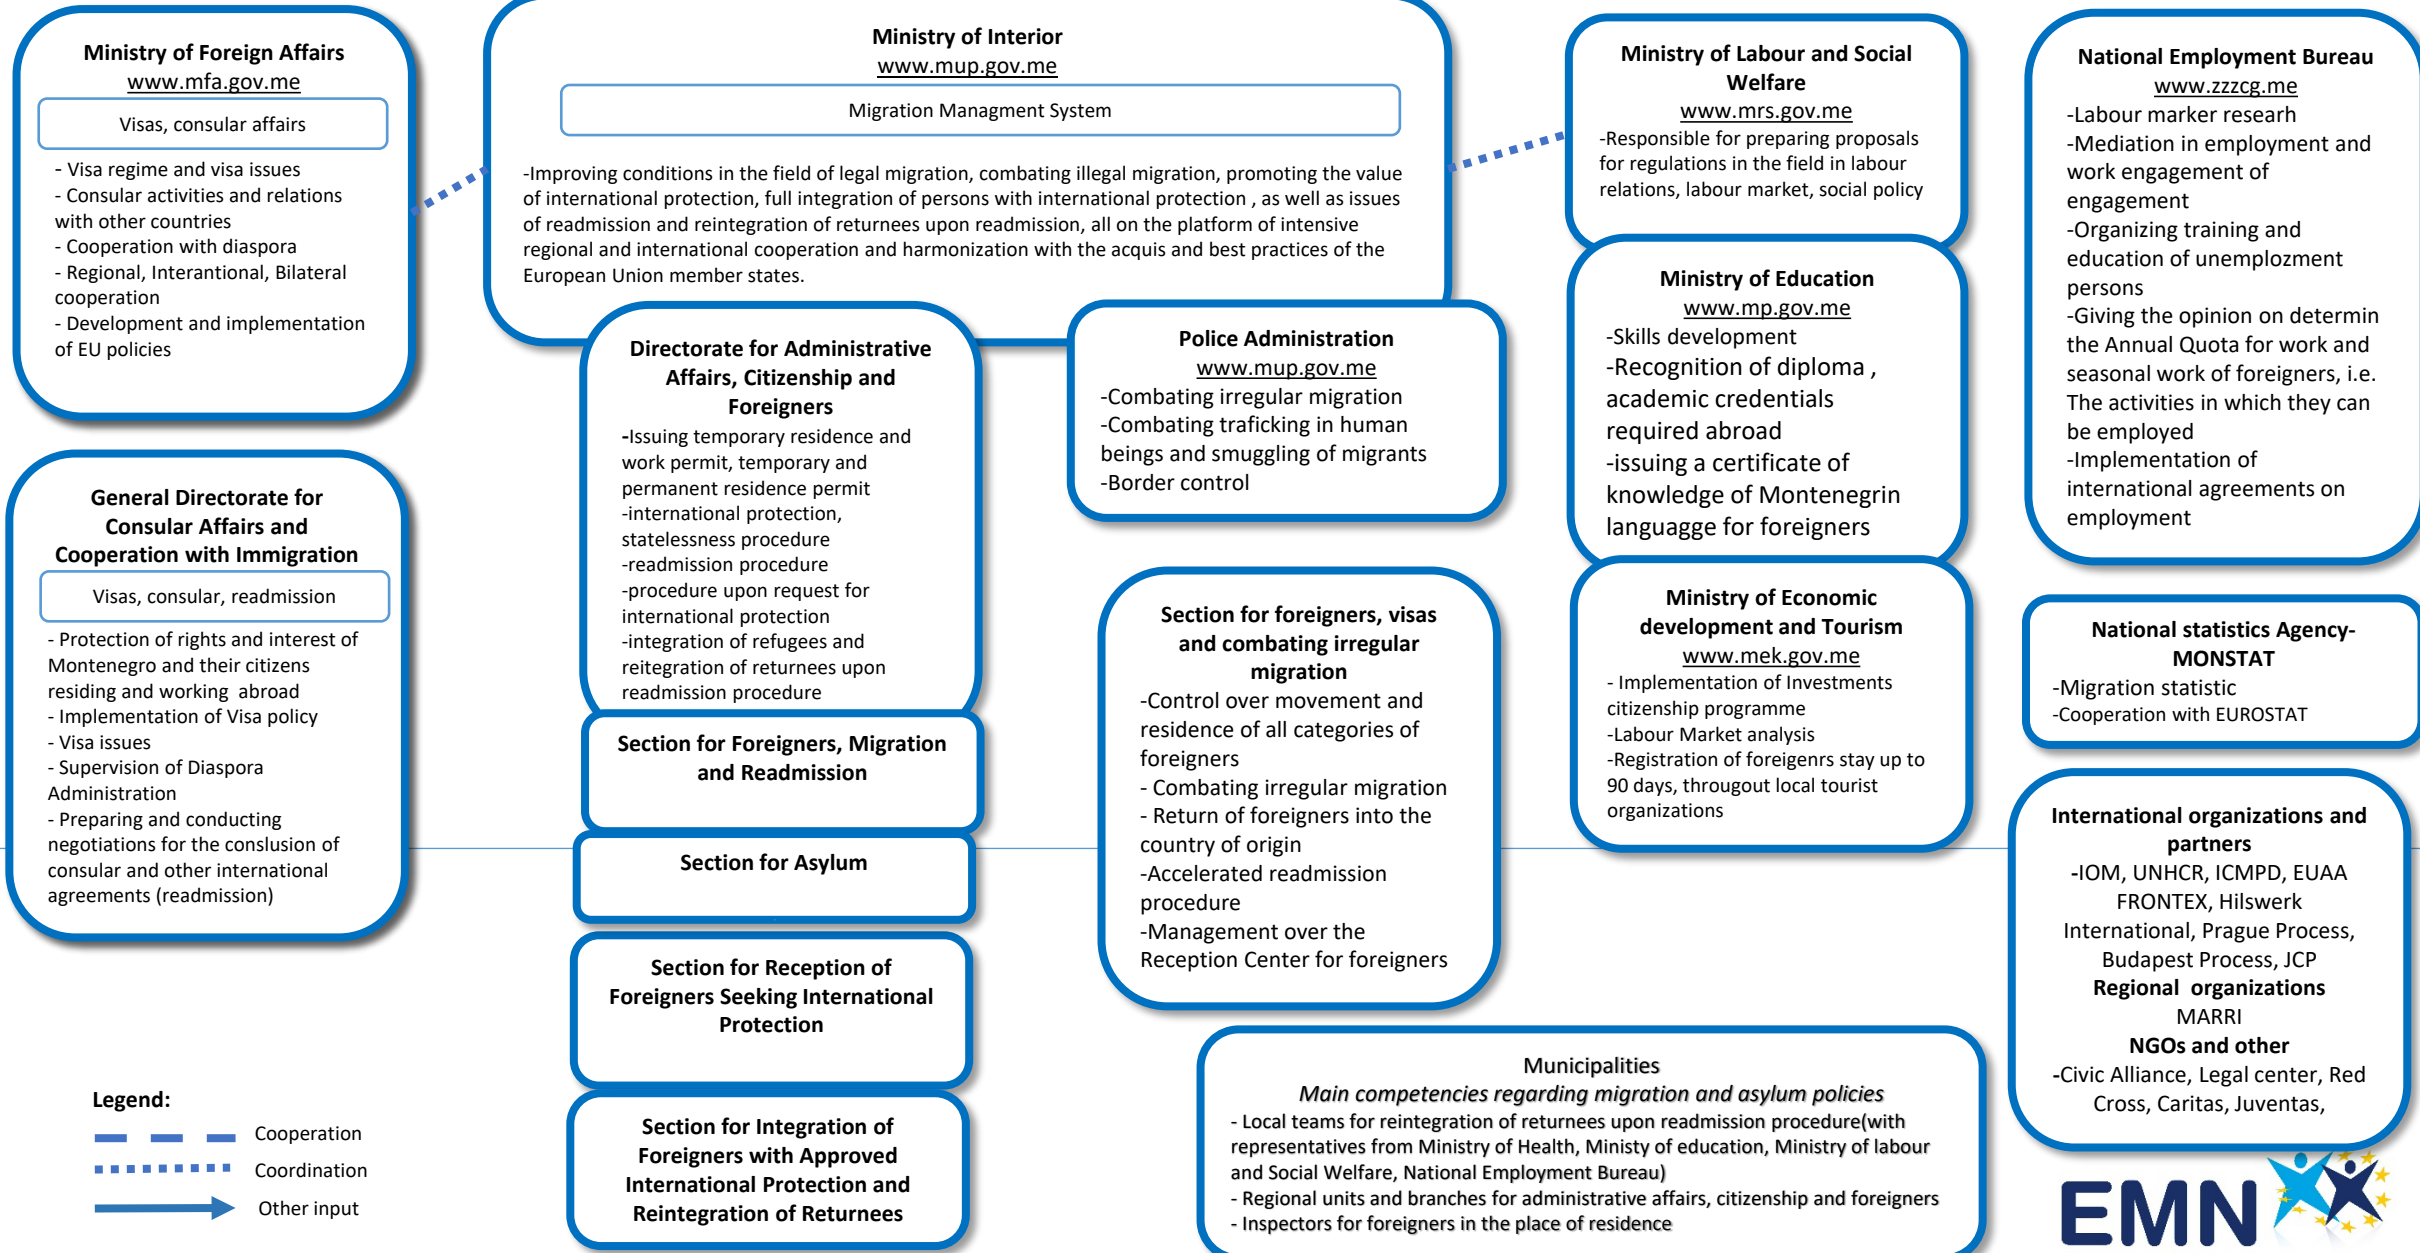 Ministry of Foreign Affairs
www.mfa.gov.me
Visas, consular affairs
- Visa regime and visa issues
- Consular activities and relations
with other countries
- Cooperation with diaspora
- Regional, Interantional, Bilateral
cooperation
- Development and implementation
of EU policies
General Directorate for
Consular Affairs and
Cooperation with Immigration
Visas, consular, readmission
- Protection of rights and interest of
Montenegro and their citizens
residing and working abroad
- Implementation of Visa policy
- Visa issues
- Supervision of Diaspora
Administration
- Preparing and conducting
negotiations for the conslusion of
consular and other international
agreements (readmission)
Legend:
Cooperation
Coordination
Other input
Ministry of Interior
www.mup.gov.me
Migration Managment System
-Improving conditions in the field of legal migration, combating illegal migration, promoting the value
of international protection, full integration of persons with international protection , as well as issues
of readmission and reintegration of returnees upon readmission, all on the platform of intensive
regional and international cooperation and harmonization with the acquis and best practices of the
European Union member states.
Directorate for Administrative
Affairs, Citizenship and
Foreigners
-Issuing temporary residence and
work permit, temporary and
permanent residence permit
-international protection,
statelessness procedure
-readmission procedure
-procedure upon request for
international protection
-integration of refugees and
reitegration of returnees upon
readmission procedure
Section for Foreigners, Migration
and Readmission
Section for Asylum
Section for Reception of
Foreigners Seeking International
Protection
Section for Integration of
Foreigners with Approved
International Protection and
Reintegration of Returnees
Police Administration
www.mup.gov.me
-Combating irregular migration
-Combating traficking in human
beings and smuggling of migrants
-Border control
Section for foreigners, visas
and combating irregular
migration
-Control over movement and
residence of all categories of
foreigners
- Combating irregular migration
- Return of foreigners into the
country of origin
-Accelerated readmission
procedure
-Management over the
Reception Center for foreigners
Ministry of Labour and Social
Welfare
www.mrs.gov.me
-Responsible for preparing proposals
for regulations in the field in labour
relations, labour market, social policy
Ministry of Education
www.mp.gov.me
-Skills development
-Recognition of diploma ,
academic credentials
required abroad
-issuing a certificate of
knowledge of Montenegrin
languagge for foreigners
Ministry of Economic
development and Tourism
www.mek.gov.me
- Implementation of Investments
citizenship programme
-Labour Market analysis
-Registration of foreigenrs stay up to
90 days, througout local tourist
organizations
Municipalities
Main competencies regarding migration and asylum policies
- Local teams for reintegration of returnees upon readmission procedure(with
representatives from Ministry of Health, Ministy of education, Ministry of labour
and Social Welfare, National Employment Bureau)
- Regional units and branches for administrative affairs, citizenship and foreigners
- Inspectors for foreigners in the place of residence
National Employment Bureau
www.zzzcg.me
-Labour marker researh
-Mediation in employment and
work engagement of
engagement
-Organizing training and
education of unemplozment
persons
-Giving the opinion on determin
the Annual Quota for work and
seasonal work of foreigners, i.e.
The activities in which they can
be employed
-Implementation of
international agreements on
employment
National statistics Agency-
MONSTAT
-Migration statistic
-Cooperation with EUROSTAT
International organizations and
partners
-IOM, UNHCR, ICMPD, EUAA
FRONTEX, Hilswerk
International, Prague Process,
Budapest Process, JCP
Regional organizations
MARRI
NGOs and other
-Civic Alliance, Legal center, Red
Cross, Caritas, Juventas,
EMN